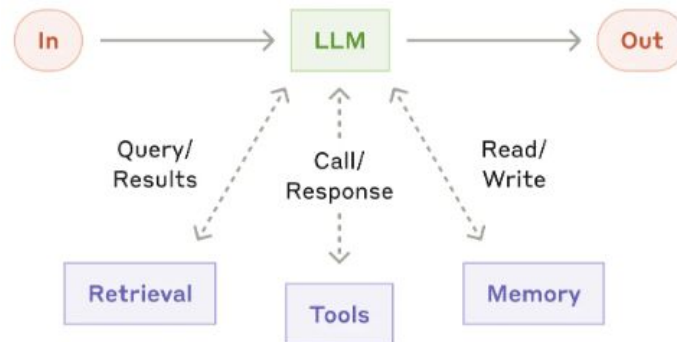 In
LLM
Out
Query/
Results
Call/
Response
Read/
Write
Retrieval
Tools
Memory